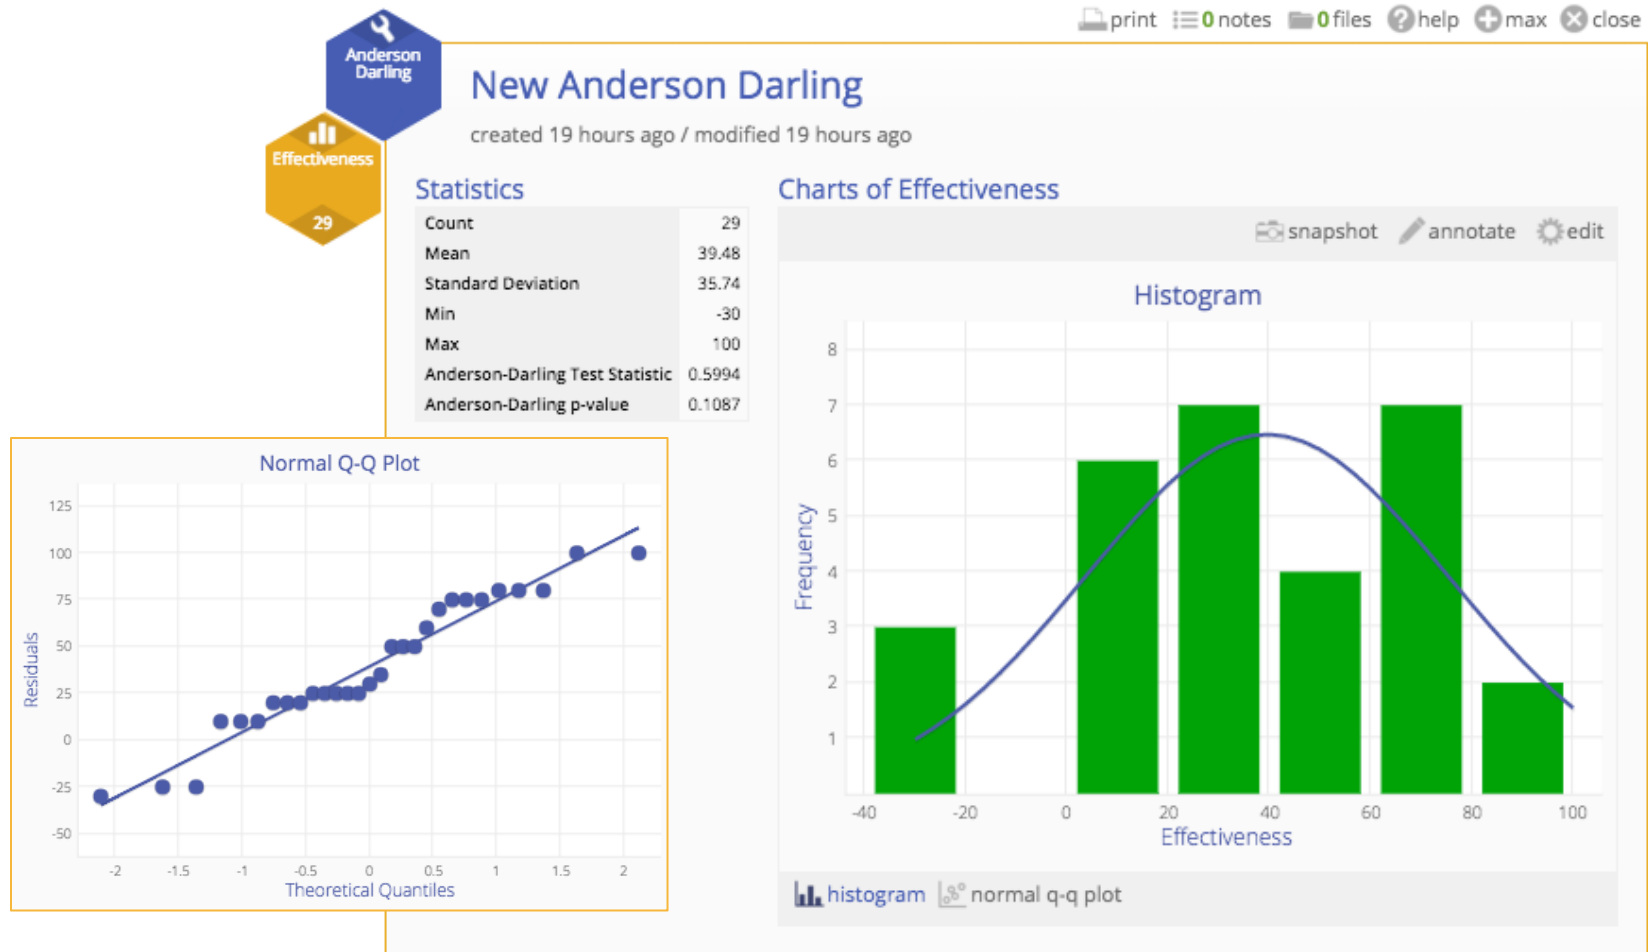 print 0 notes 0 files help max close
Anderson
Darling
Effectiveness
29
New Anderson Darling
created 19 hours ago / modified 19 hours ago
Statistics
Count 29
Mean 39.48
Standard Deviation 35.74
Min -30
Max 100
Anderson-Darling Test Statistic 0.5994
Anderson-Darling p-value 0.1087
Charts of Effectiveness
snapshot annotate edit
Histogram
8
7
6
5
4
3
2
1
Frequency
-40 -20 0 20 40 60 80 100
Effectiveness
histogram normal q-q plot
Normal Q-Q Plot
125
100
75
50
25
0
-25
-50
Residuals
-2 -1.5 -1 -0.5 0 0.5 1 1.5 2
Theoretical Quantiles